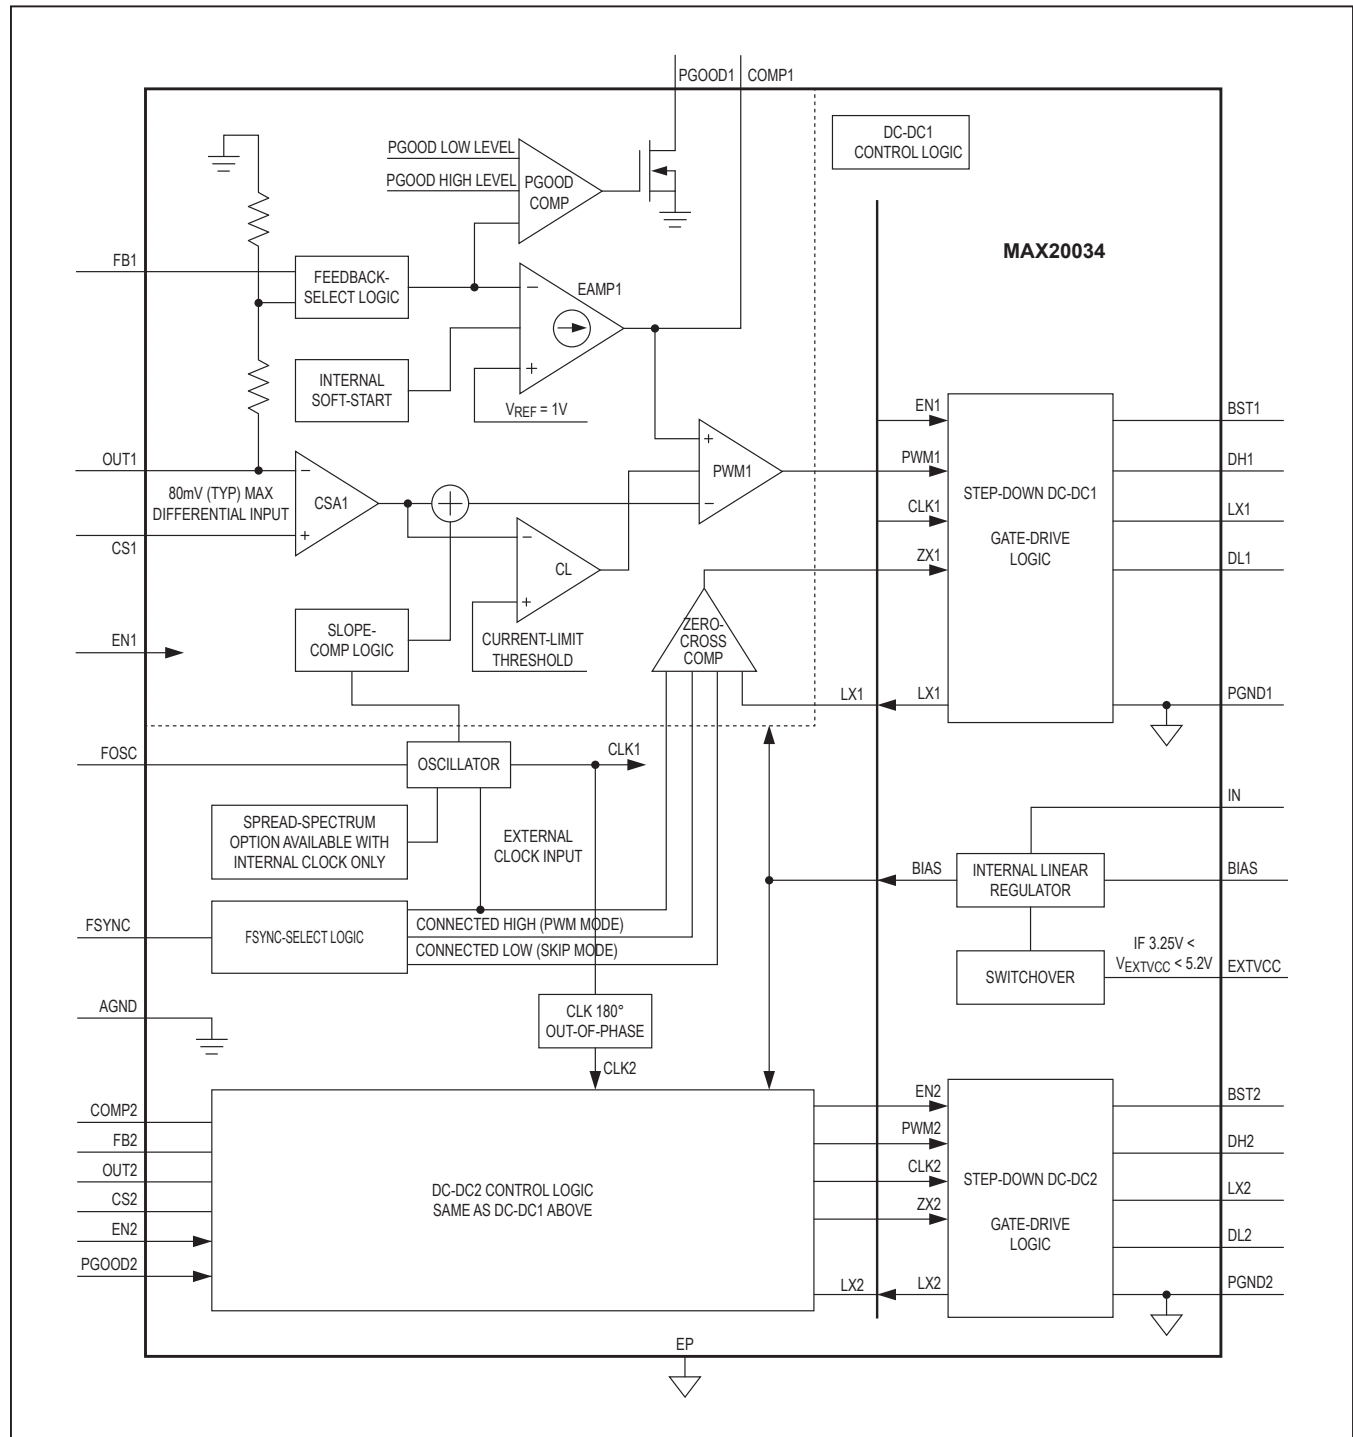 PGOOD1
COMP1
DC-DC1
CONTROL LOGIC
PGOOD LOW LEVEL
PGOOD HIGH LEVEL
PGOOD
COMP
MAX20034
FB1
FEEDBACK-
SELECT LOGIC
EAMP1
−
+
INTERNAL
SOFT-START
VREF = 1V
EN1
BST1
OUT1
−
+
PWM1
−
PWM1
DH1
80mV (TYP) MAX
DIFFERENTIAL INPUT
CSA1
+
STEP-DOWN DC-DC1
GATE-DRIVE
LOGIC
CLK1
LX1
CS1
−
CL
+
ZX1
DL1
SLOPE-
COMP LOGIC
CURRENT-LIMIT
THRESHOLD
ZERO-
CROSS
COMP
EN1
LX1
LX1
PGND1
FOSC
OSCILLATOR
CLK1
IN
SPREAD-SPECTRUM
OPTION AVAILABLE WITH
INTERNAL CLOCK ONLY
EXTERNAL
CLOCK INPUT
BIAS
INTERNAL LINEAR
REGULATOR
BIAS
FSYNC
FSYNC-SELECT LOGIC
CONNECTED HIGH (PWM MODE)
CONNECTED LOW (SKIP MODE)
SWITCHOVER
IF 3.25V <
VEXTVCC < 5.2V
EXTVCC
AGND
CLK 180°
OUT-OF-PHASE
CLK2
COMP2
FB2
OUT2
CS2
EN2
PGOOD2
DC-DC2 CONTROL LOGIC
SAME AS DC-DC1 ABOVE
EN2
PWM2
CLK2
ZX2
LX2
LX2
STEP-DOWN DC-DC2
GATE-DRIVE
LOGIC
BST2
DH2
LX2
DL2
PGND2
EP